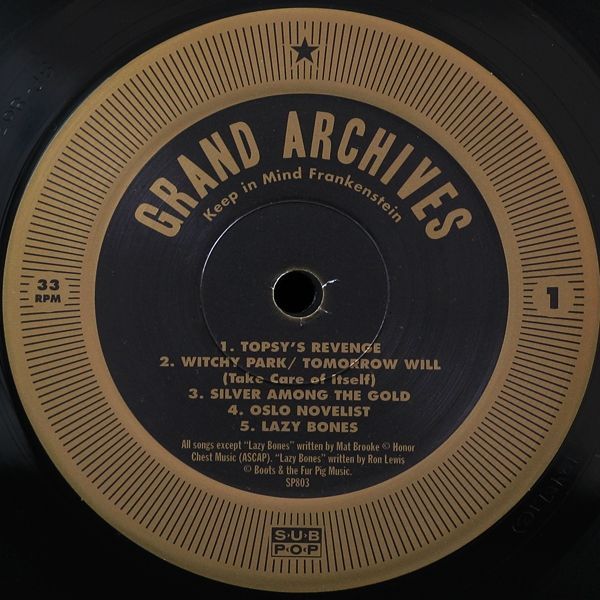 GRAND ARCHIVES
Keep in Mind Frankenstein
33
RPM
1
1. TOPSY'S REVENGE
2. WITCHY PARK/ TOMORROW WILL
(Take Care of Itself)
3. SILVER AMONG THE GOLD
4. OSLO NOVELIST
5. LAZY BONES
All songs except "Lazy Bones" written by Mat Brooke © Honor
Chest Music (ASCAP). "Lazy Bones" written by Ron Lewis
© Boots & the Fur Pig Music.
SP803
S·U·B
P·O·P